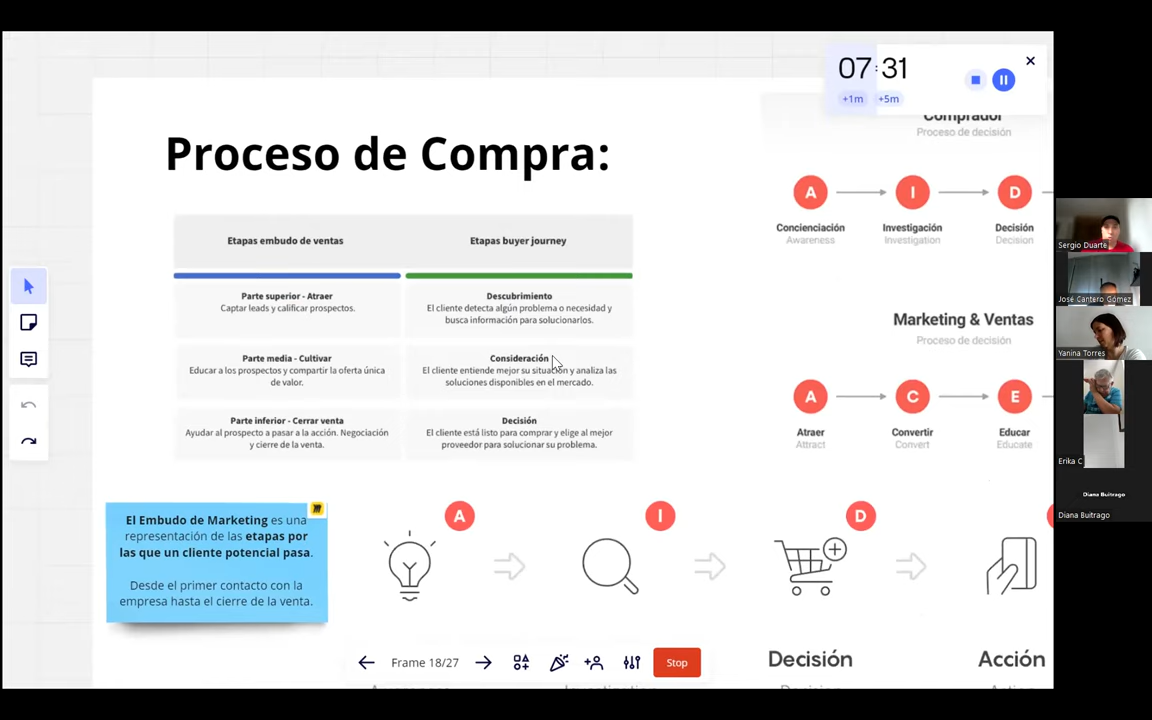 07:31
+1m +5m
Proceso de Compra:
Etapas embudo de ventas
Etapas buyer journey
Parte superior - Atraer
Captar leads y calificar prospectos.
Descubrimiento
El cliente detecta algún problema o necesidad y
busca información para solucionarlos.
Parte media - Cultivar
Educar a los prospectos y compartir la oferta única
de valor.
Consideración
El cliente entiende mejor su situación y analiza las
soluciones disponibles en el mercado.
Parte inferior - Cerrar venta
Ayudar al prospecto a pasar a la acción. Negociación
y cierre de la venta.
Decisión
El cliente está listo para comprar y elige al mejor
proveedor para solucionar su problema.
Comprador
Proceso de decisión
A I D
Concienciación Investigación Decisión
Awareness Investigation Decision
Marketing & Ventas
Proceso de decisión
A C E
Atraer Convertir Educar
Attract Convert Educate
El Embudo de Marketing es una
representación de las etapas por
las que un cliente potencial pasa.
Desde el primer contacto con la
empresa hasta el cierre de la venta.
A I D
Decisión Acción
Frame 18/27
Stop
Sergio Duarte
José Cantero Gómez
Yanina Torres
Erika C
Diana Buitrago
Diana Buitrago